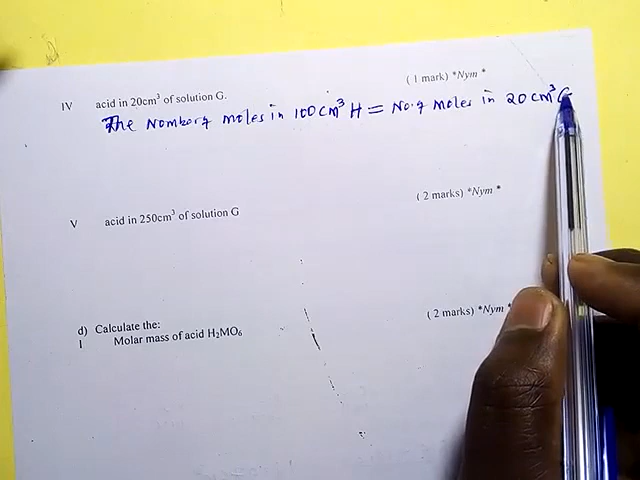 ( 1 mark) *Nym *
IV acid in 20cm³ of solution G.
The Nomber of moles in 100cm³ H = No. of moles in 20cm³ G
( 2 marks) *Nym *
V acid in 250cm³ of solution G
( 2 marks) *Nym *
d) Calculate the:
I Molar mass of acid H₂MO₆